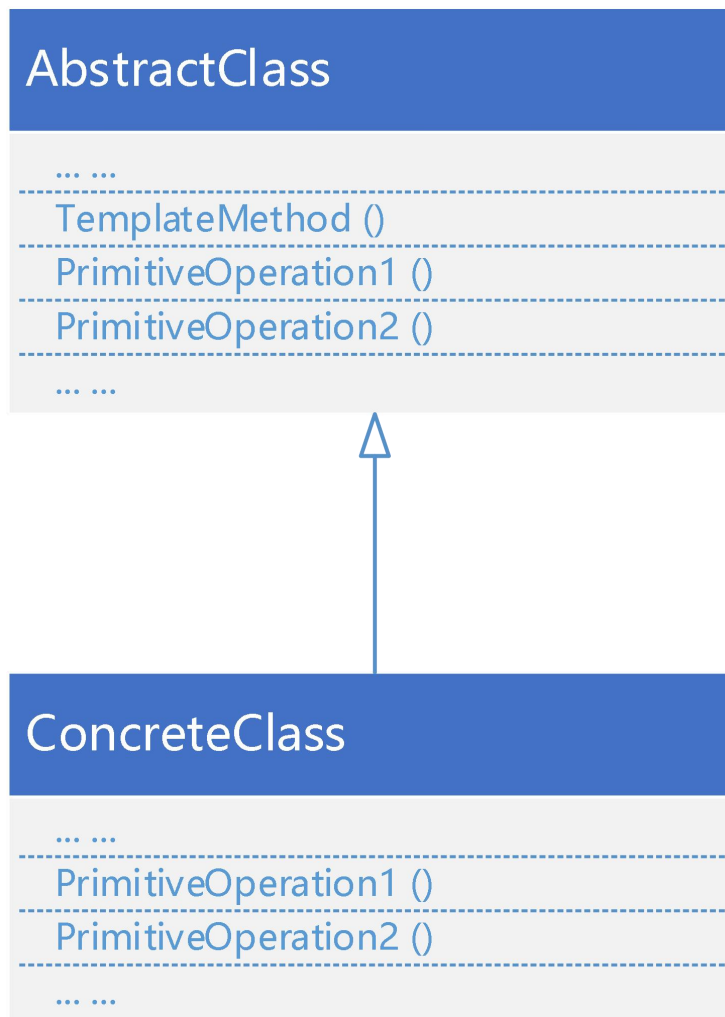 AbstractClass
... ...
TemplateMethod ()
PrimitiveOperation1 ()
PrimitiveOperation2 ()
... ...
ConcreteClass
... ...
PrimitiveOperation1 ()
PrimitiveOperation2 ()
... ...